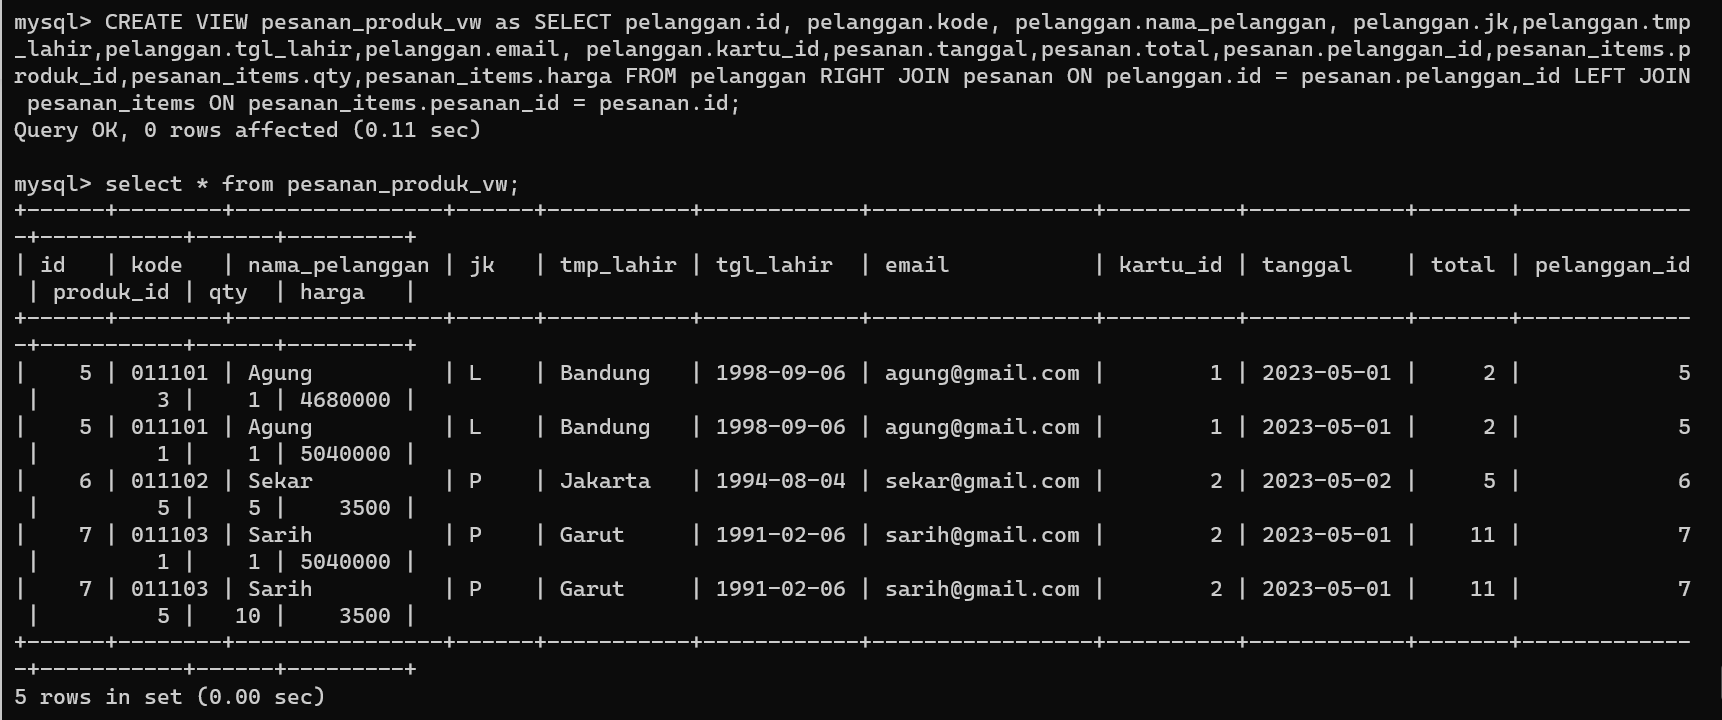 mysql> CREATE VIEW pesanan_produk_vw as SELECT pelanggan.id, pelanggan.kode, pelanggan.nama_pelanggan, pelanggan.jk,pelanggan.tmp
_lahir,pelanggan.tgl_lahir,pelanggan.email, pelanggan.kartu_id,pesanan.tanggal,pesanan.total,pesanan.pelanggan_id,pesanan_items.p
roduk_id,pesanan_items.qty,pesanan_items.harga FROM pelanggan RIGHT JOIN pesanan ON pelanggan.id = pesanan.pelanggan_id LEFT JOIN
 pesanan_items ON pesanan_items.pesanan_id = pesanan.id;
Query OK, 0 rows affected (0.11 sec)

mysql> select * from pesanan_produk_vw;
+------+--------+----------------+------+-----------+------------+-----------------+----------+------------+-------+-------------
-+-----------+------+---------+
| id   | kode   | nama_pelanggan | jk   | tmp_lahir | tgl_lahir  | email           | kartu_id | tanggal    | total | pelanggan_id
 | produk_id | qty  | harga   |
+------+--------+----------------+------+-----------+------------+-----------------+----------+------------+-------+-------------
-+-----------+------+---------+
|    5 | 011101 | Agung          | L    | Bandung   | 1998-09-06 | agung@gmail.com |        1 | 2023-05-01 |     2 |            5
 |         3 |    1 | 4680000 |
|    5 | 011101 | Agung          | L    | Bandung   | 1998-09-06 | agung@gmail.com |        1 | 2023-05-01 |     2 |            5
 |         1 |    1 | 5040000 |
|    6 | 011102 | Sekar          | P    | Jakarta   | 1994-08-04 | sekar@gmail.com |        2 | 2023-05-02 |     5 |            6
 |         5 |    5 |    3500 |
|    7 | 011103 | Sarih          | P    | Garut     | 1991-02-06 | sarih@gmail.com |        2 | 2023-05-01 |    11 |            7
 |         1 |    1 | 5040000 |
|    7 | 011103 | Sarih          | P    | Garut     | 1991-02-06 | sarih@gmail.com |        2 | 2023-05-01 |    11 |            7
 |         5 |   10 |    3500 |
+------+--------+----------------+------+-----------+------------+-----------------+----------+------------+-------+-------------
-+-----------+------+---------+
5 rows in set (0.00 sec)